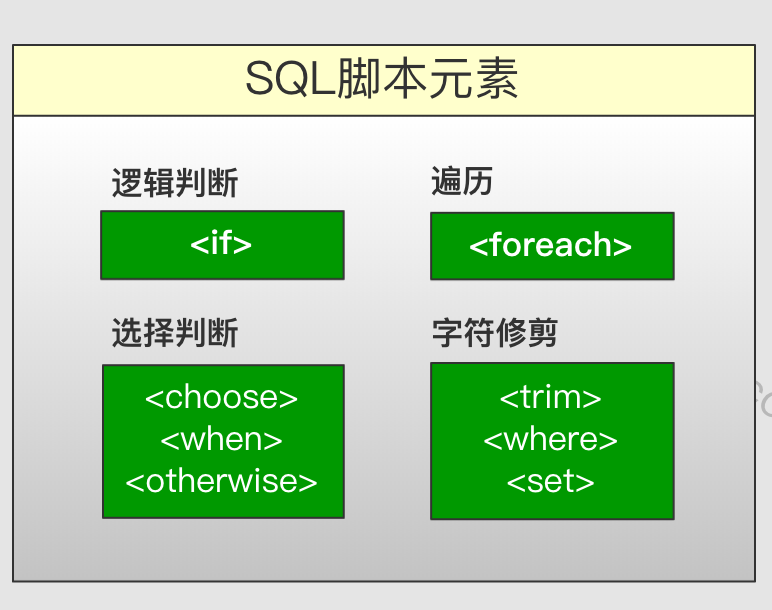 SQL脚本元素
逻辑判断
<if>
遍历
<foreach>
选择判断
<choose>
<when>
<otherwise>
字符修剪
<trim>
<where>
<set>